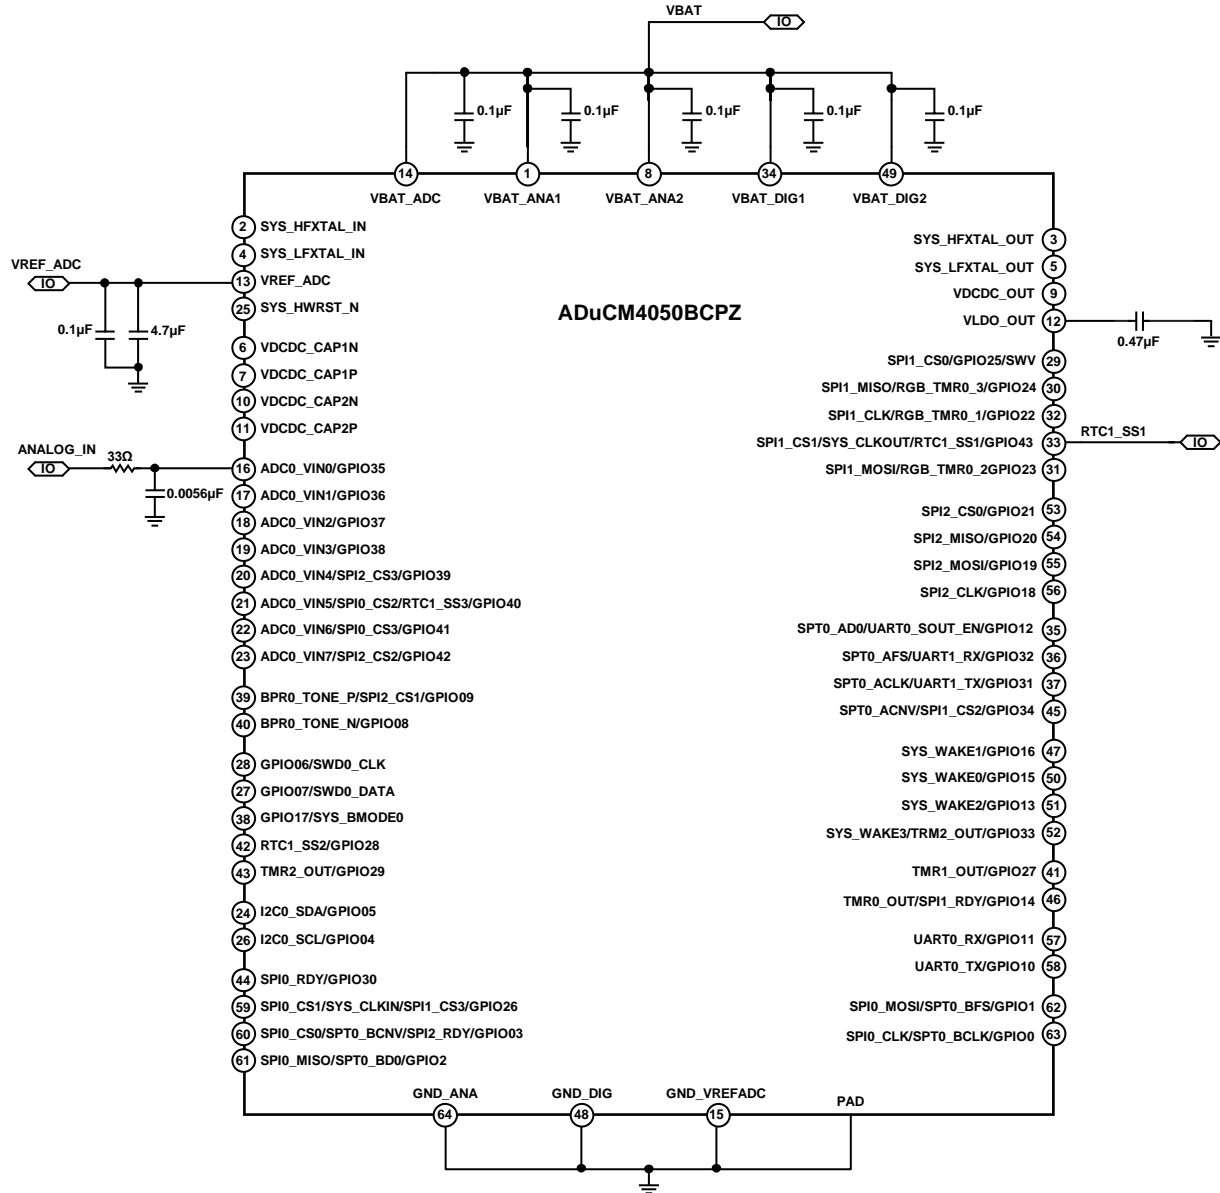 VBAT
IO
0.1µF
0.1µF
0.1µF
0.1µF
0.1µF
14
1
8
34
49
VBAT_ADC
VBAT_ANA1
VBAT_ANA2
VBAT_DIG1
VBAT_DIG2
ADuCM4050BCPZ
VREF_ADC
IO
0.1µF
4.7µF
ANALOG_IN
IO
33Ω
0.0056µF
2 SYS_HFXTAL_IN
4 SYS_LFXTAL_IN
13 VREF_ADC
25 SYS_HWRST_N
6 VDCDC_CAP1N
7 VDCDC_CAP1P
10 VDCDC_CAP2N
11 VDCDC_CAP2P
16 ADC0_VIN0/GPIO35
17 ADC0_VIN1/GPIO36
18 ADC0_VIN2/GPIO37
19 ADC0_VIN3/GPIO38
20 ADC0_VIN4/SPI2_CS3/GPIO39
21 ADC0_VIN5/SPI0_CS2/RTC1_SS3/GPIO40
22 ADC0_VIN6/SPI0_CS3/GPIO41
23 ADC0_VIN7/SPI2_CS2/GPIO42
39 BPR0_TONE_P/SPI2_CS1/GPIO09
40 BPR0_TONE_N/GPIO08
28 GPIO06/SWD0_CLK
27 GPIO07/SWD0_DATA
38 GPIO17/SYS_BMODE0
42 RTC1_SS2/GPIO28
43 TMR2_OUT/GPIO29
24 I2C0_SDA/GPIO05
26 I2C0_SCL/GPIO04
44 SPI0_RDY/GPIO30
59 SPI0_CS1/SYS_CLKIN/SPI1_CS3/GPIO26
60 SPI0_CS0/SPT0_BCNV/SPI2_RDY/GPIO03
61 SPI0_MISO/SPT0_BD0/GPIO2
SYS_HFXTAL_OUT 3
SYS_LFXTAL_OUT 5
VDCDC_OUT 9
VLDO_OUT 12
0.47µF
SPI1_CS0/GPIO25/SWV 29
SPI1_MISO/RGB_TMR0_3/GPIO24 30
SPI1_CLK/RGB_TMR0_1/GPIO22 32
SPI1_CS1/SYS_CLKOUT/RTC1_SS1/GPIO43 33
RTC1_SS1
IO
SPI1_MOSI/RGB_TMR0_2GPIO23 31
SPI2_CS0/GPIO21 53
SPI2_MISO/GPIO20 54
SPI2_MOSI/GPIO19 55
SPI2_CLK/GPIO18 56
SPT0_AD0/UART0_SOUT_EN/GPIO12 35
SPT0_AFS/UART1_RX/GPIO32 36
SPT0_ACLK/UART1_TX/GPIO31 37
SPT0_ACNV/SPI1_CS2/GPIO34 45
SYS_WAKE1/GPIO16 47
SYS_WAKE0/GPIO15 50
SYS_WAKE2/GPIO13 51
SYS_WAKE3/TRM2_OUT/GPIO33 52
TMR1_OUT/GPIO27 41
TMR0_OUT/SPI1_RDY/GPIO14 46
UART0_RX/GPIO11 57
UART0_TX/GPIO10 58
SPI0_MOSI/SPT0_BFS/GPIO1 62
SPI0_CLK/SPT0_BCLK/GPIO0 63
GND_ANA
GND_DIG
GND_VREFADC
PAD
64
48
15